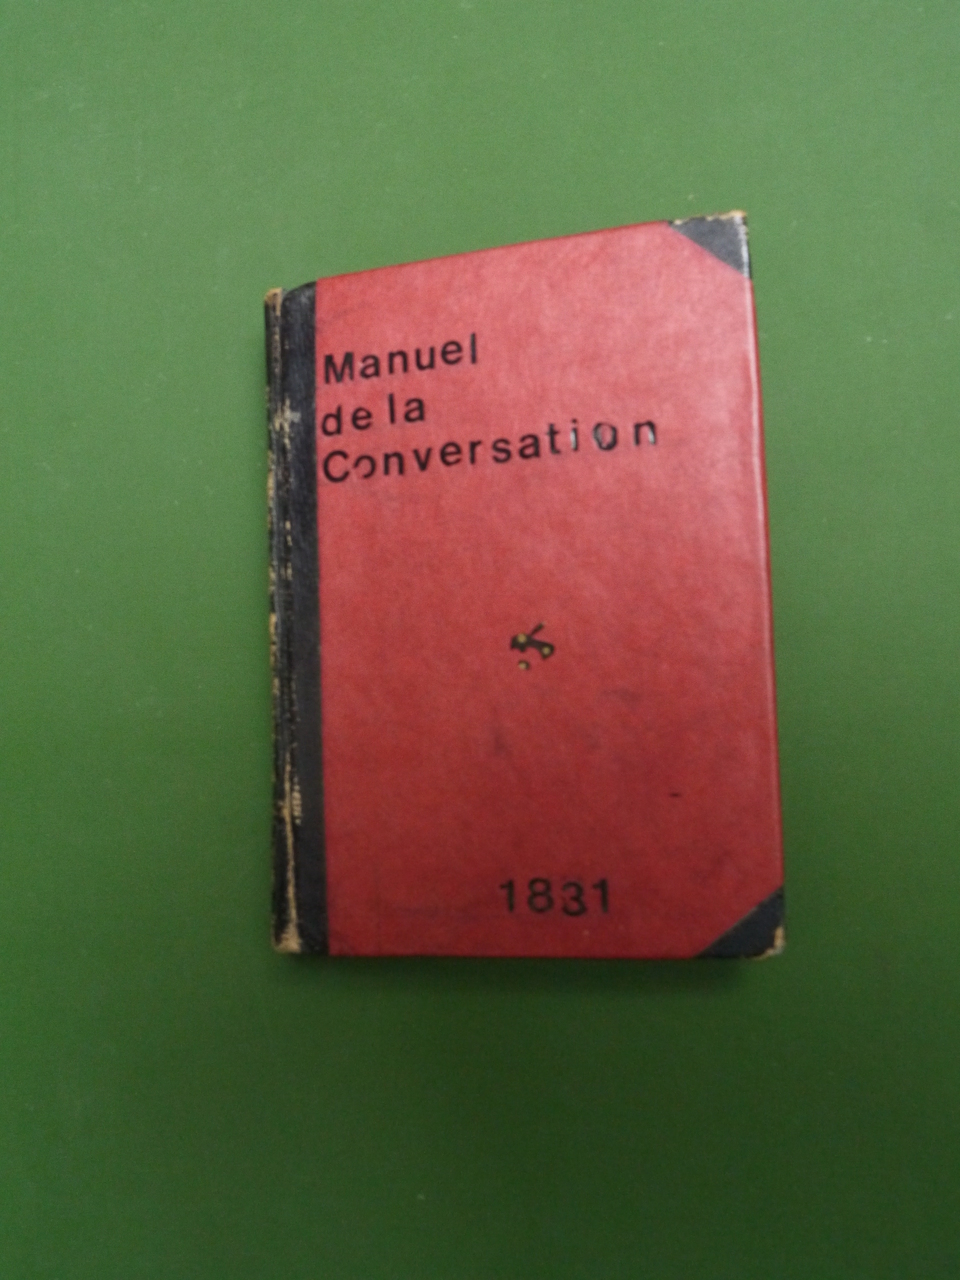 Manuel
de la
Conversation
1831